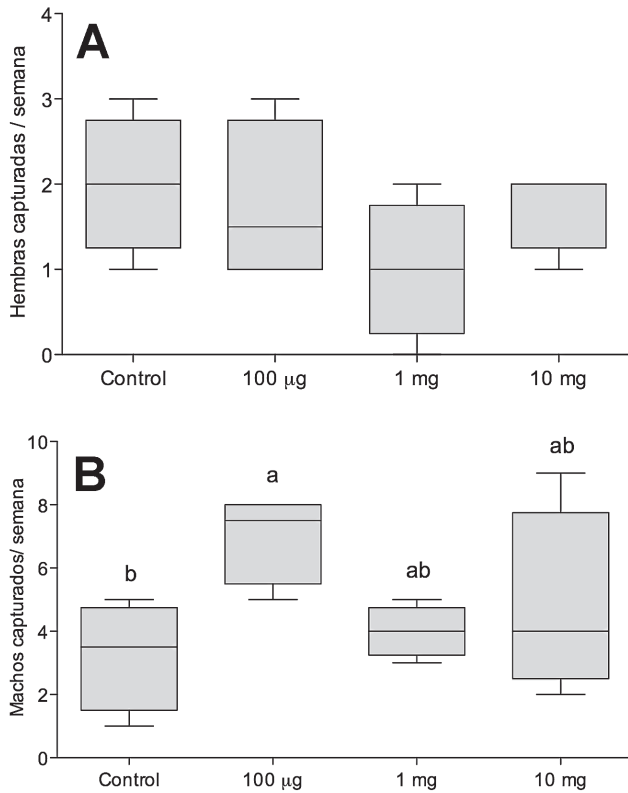 A
Hembras capturadas / semana
4
3
2
1
0
Control 100 μg 1 mg 10 mg
B
Machos capturados/ semana
10
8
6
4
2
0
b
a
ab
ab
Control 100 μg 1 mg 10 mg